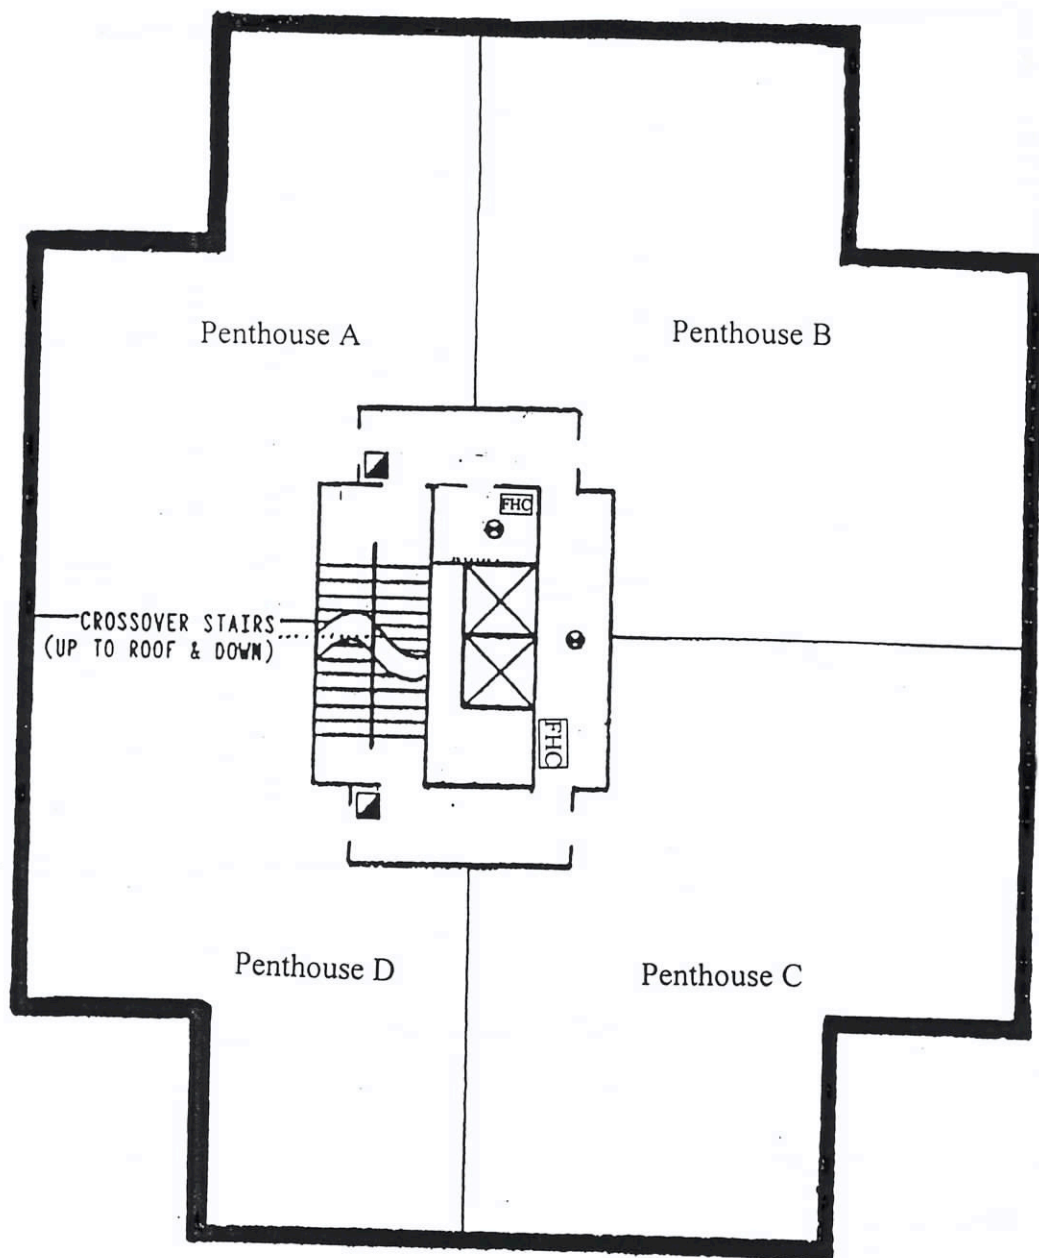 Penthouse A
Penthouse B
FHC
CROSSOVER STAIRS
(UP TO ROOF & DOWN)
FHC
Penthouse D
Penthouse C